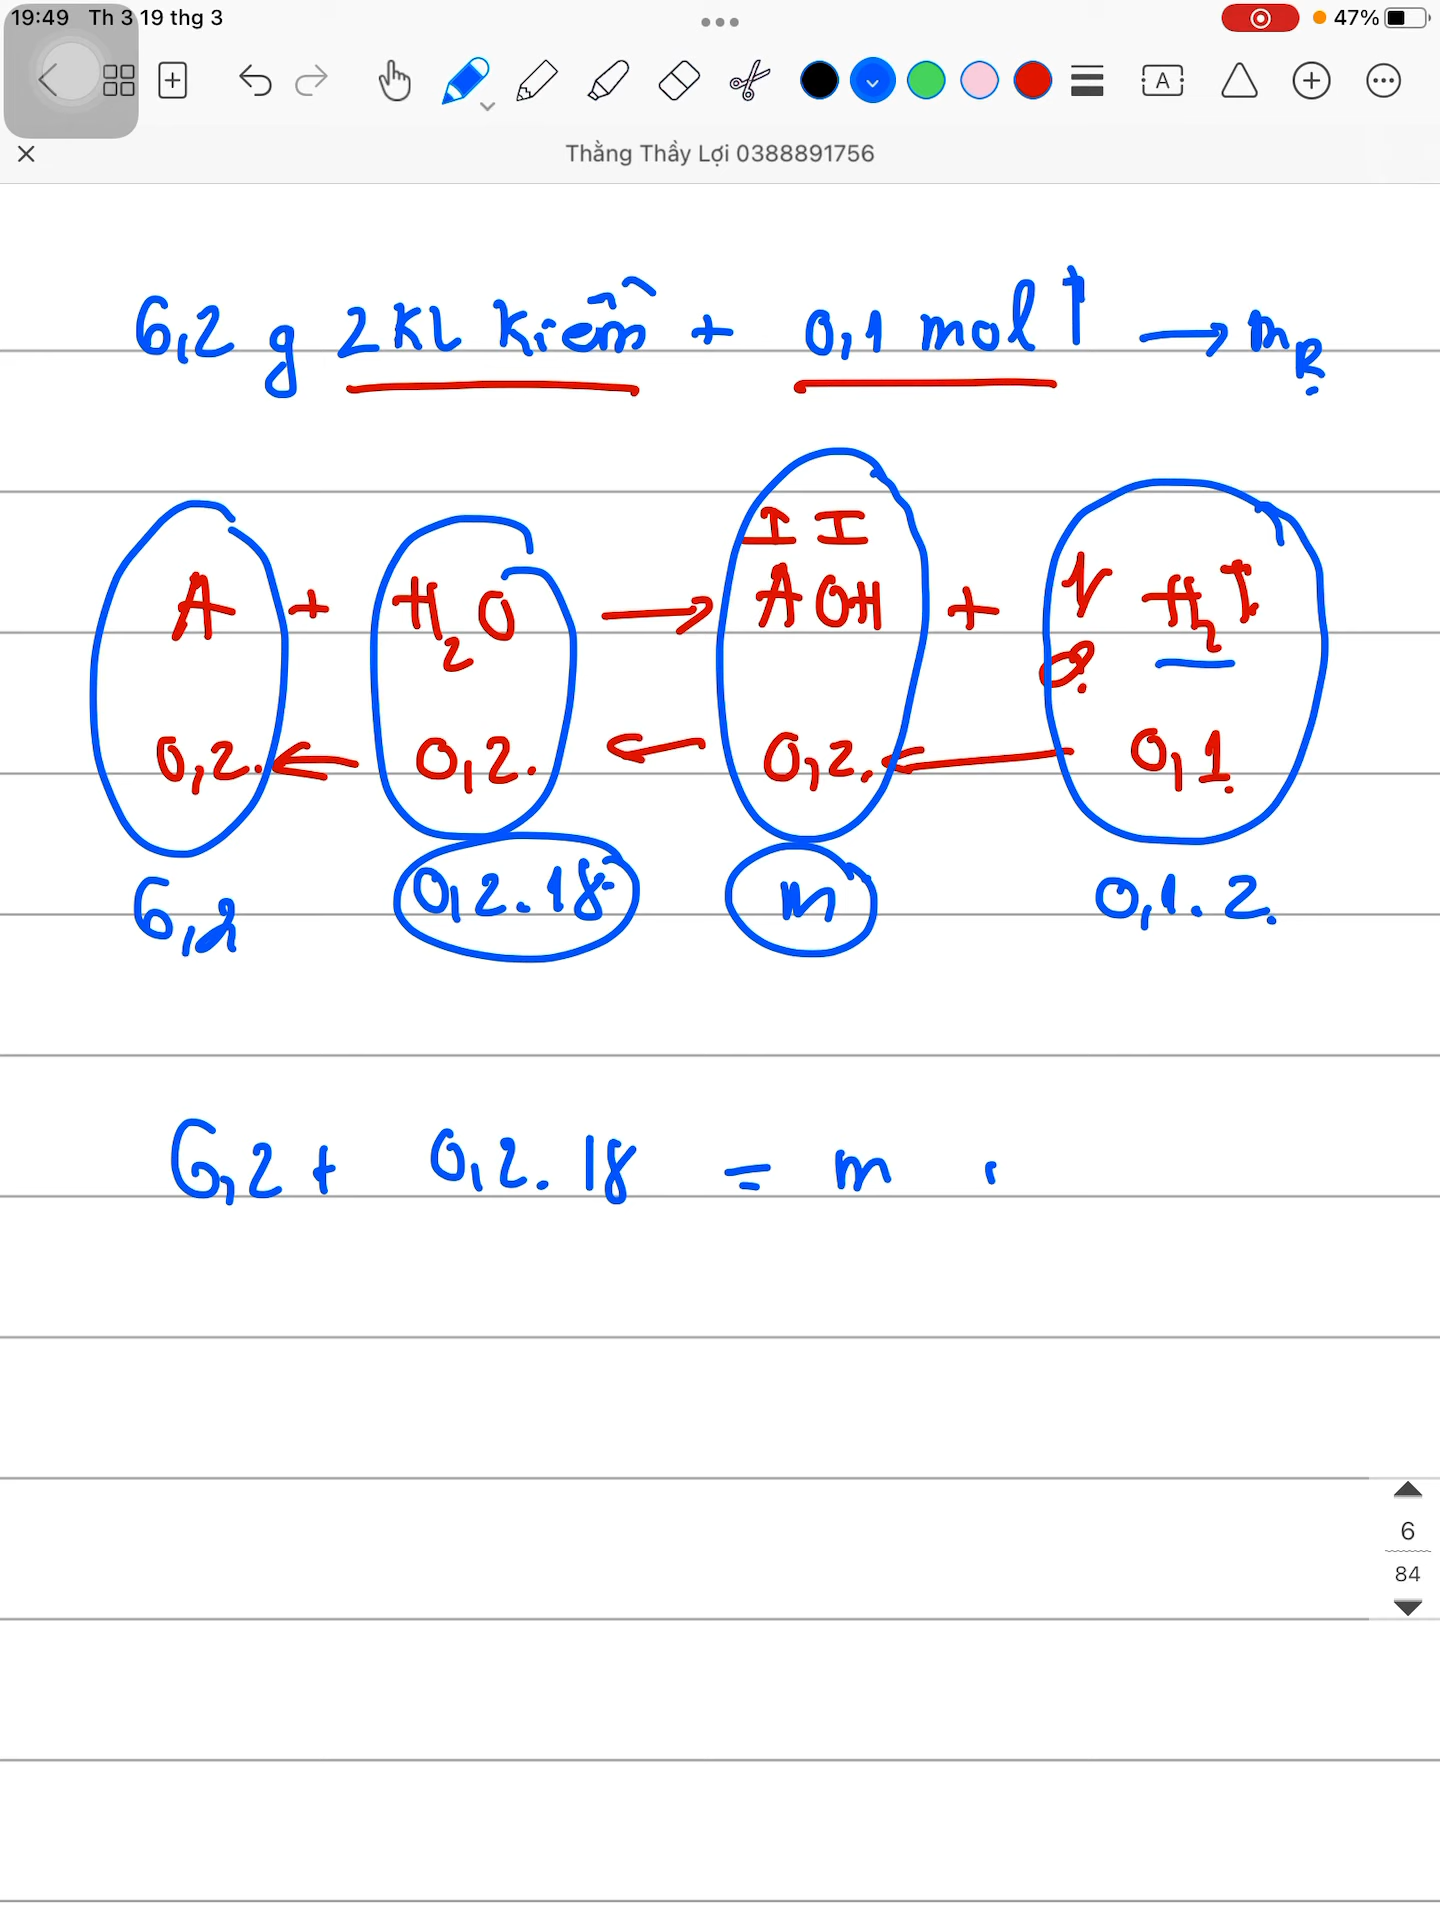 19:49 Th 3 19 thg 3 47%
A
Thằng Thầy Lợi 0388891756
6,2 g 2KL kiềm + 0,1 mol ↑ → mR
I I
A + H2O → AOH + H2↑
0,2. ← 0,2. ← 0,2. ← 0,1
6,2 0,2.18 m 0,1.2.
6,2 + 0,2.18 = m
6
84